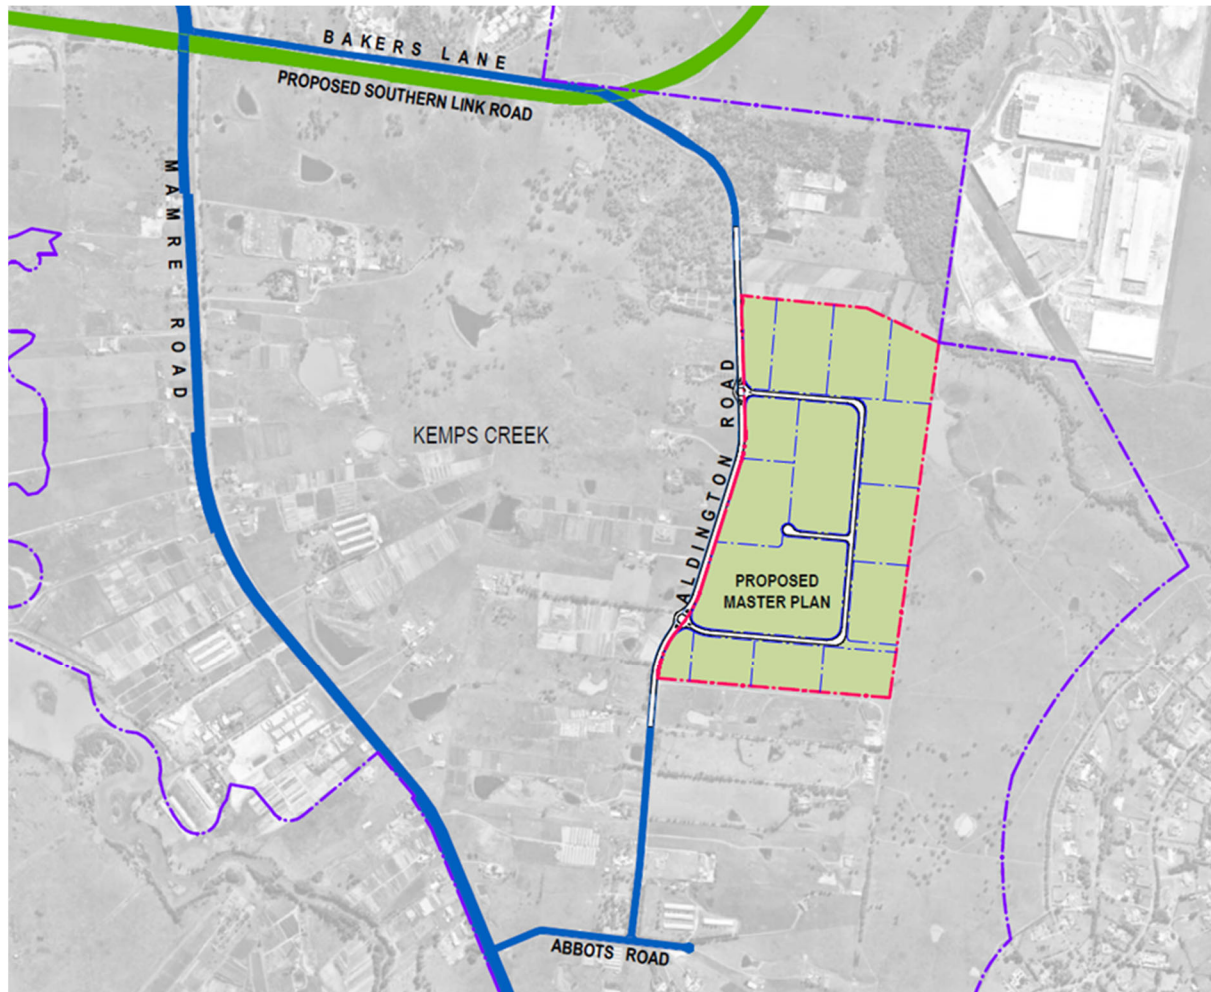 BAKERS LANE
PROPOSED SOUTHERN LINK ROAD
MAMRE ROAD
KEMPS CREEK
ALDINGTON ROAD
PROPOSED
MASTER PLAN
ABBOTS ROAD